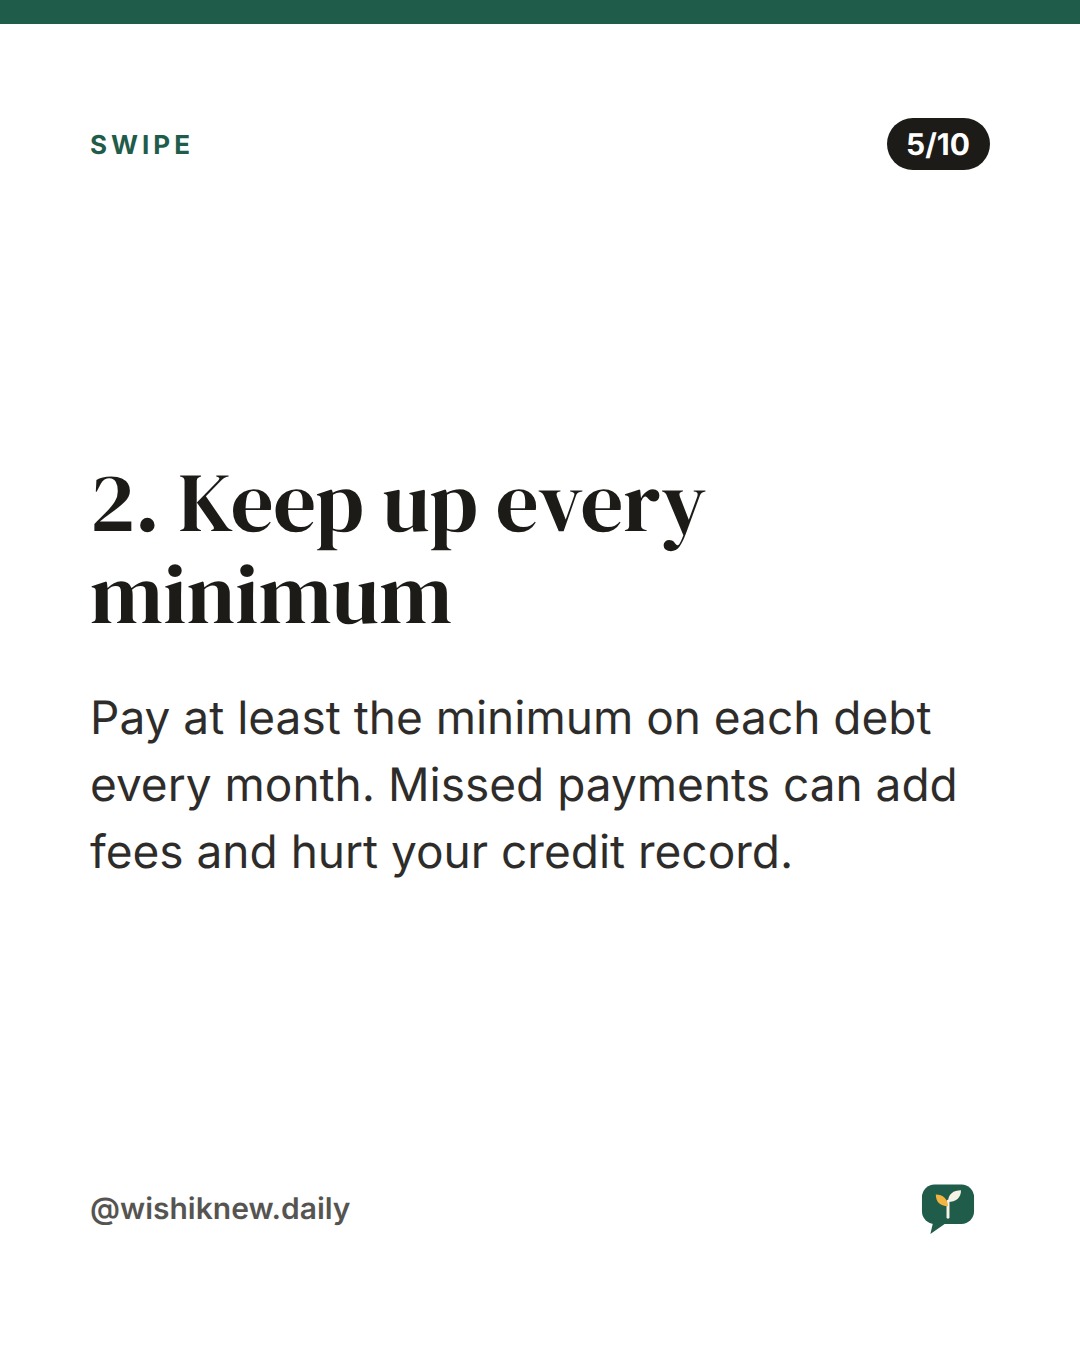 SWIPE
5/10
2. Keep up every
minimum
Pay at least the minimum on each debt
every month. Missed payments can add
fees and hurt your credit record.
@wishiknew.daily